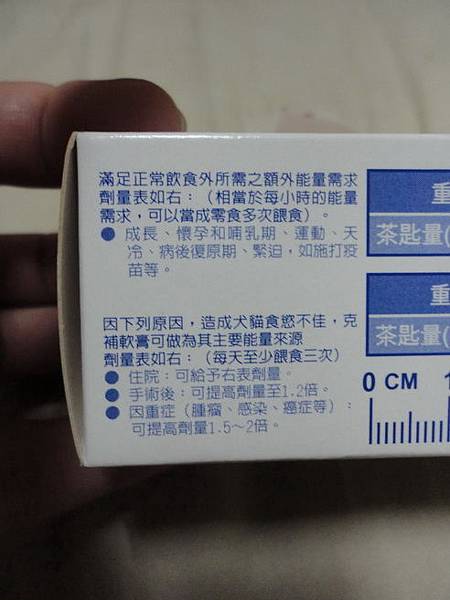 滿足正常飲食外所需之額外能量需求
劑量表如右：（相當於每小時的能量
需求，可以當成零食多次餵食）。
● 成長、懷孕和哺乳期、運動、天
冷、病後復原期、緊迫，如施打疫
苗等。
重
茶匙量(
因下列原因，造成犬貓食慾不佳，克
補軟膏可做為其主要能量來源
劑量表如右：（每天至少餵食三次）
● 住院：可給予右表劑量。
● 手術後：可提高劑量至1.2倍。
● 因重症（腫瘤、感染、癌症等）：
可提高劑量1.5～2倍。
重
茶匙量(
0 CM 1